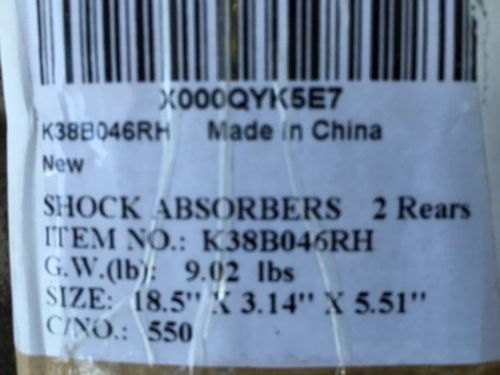 X000QYK5E7
K38B046RH Made in China
New
SHOCK ABSORBERS 2 Rears
ITEM NO.: K38B046RH
G.W.(lb): 9.02 lbs
SIZE: 18.5" X 3.14" X 5.51"
C/NO.: 550